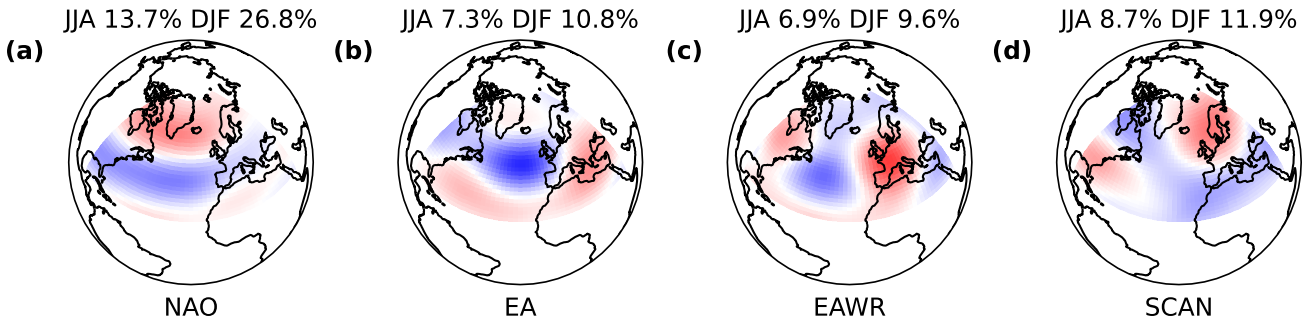 JJA 13.7% DJF 26.8%
(a)
NAO
JJA 7.3% DJF 10.8%
(b)
EA
JJA 6.9% DJF 9.6%
(c)
EAWR
JJA 8.7% DJF 11.9%
(d)
SCAN